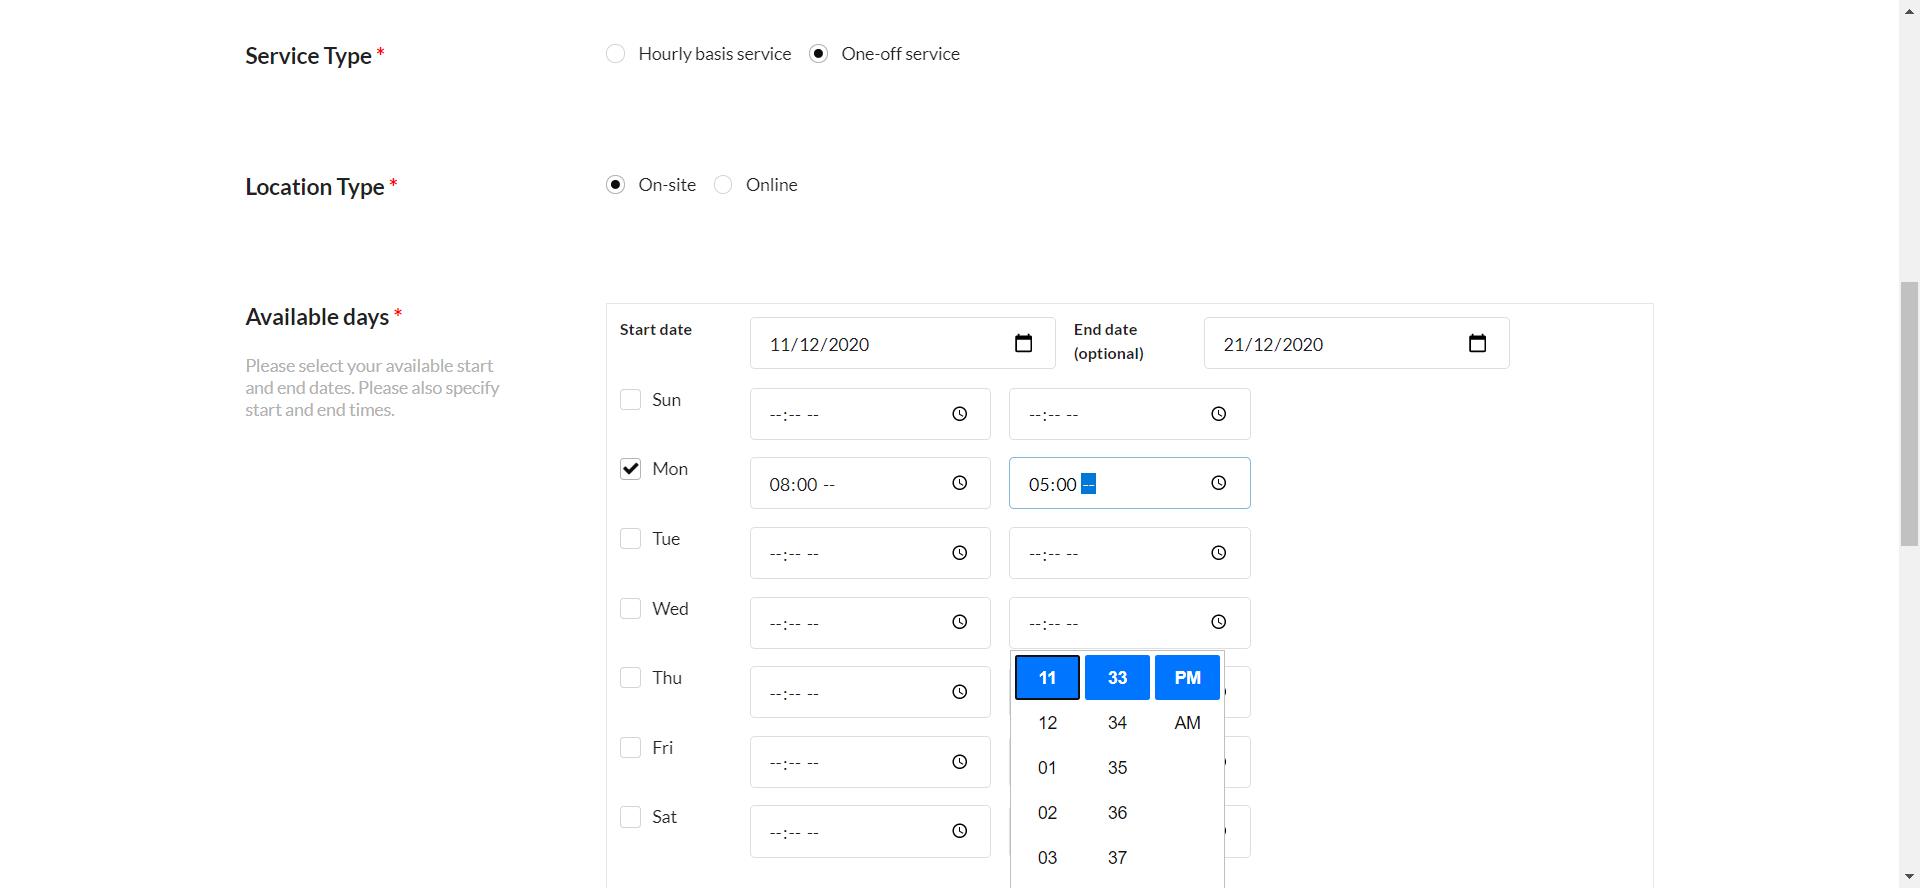 Service Type * Hourly basis service One-off service
Location Type * On-site Online
Available days *
Please select your available start
and end dates. Please also specify
start and end times.
Start date 11/12/2020 End date
(optional) 21/12/2020
Sun --:-- -- --:-- --
Mon 08:00 -- 05:00 --
Tue --:-- -- --:-- --
Wed --:-- -- --:-- --
Thu --:-- --
Fri --:-- --
Sat --:-- --
11 33 PM
12 34 AM
01 35
02 36
03 37